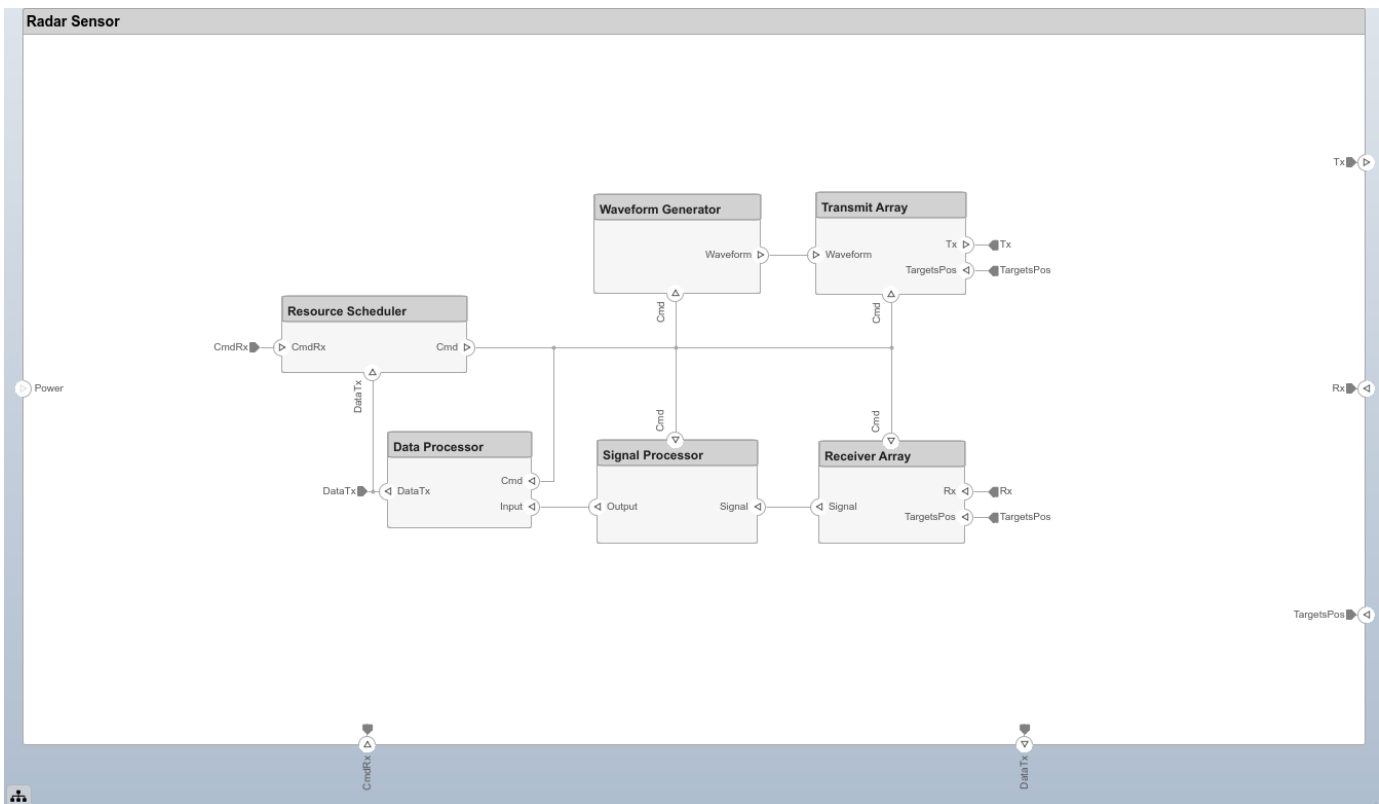 Radar Sensor
Tx
Waveform Generator
Transmit Array
Waveform
Waveform
Tx
Tx
TargetsPos
TargetsPos
Cmd
Cmd
Resource Scheduler
CmdRx
CmdRx
Cmd
DataTx
Power
Rx
Cmd
Cmd
Data Processor
Signal Processor
Receiver Array
Cmd
DataTx
DataTx
Rx
Rx
Input
Output
Signal
Signal
TargetsPos
TargetsPos
TargetsPos
CmdRx
DataTx